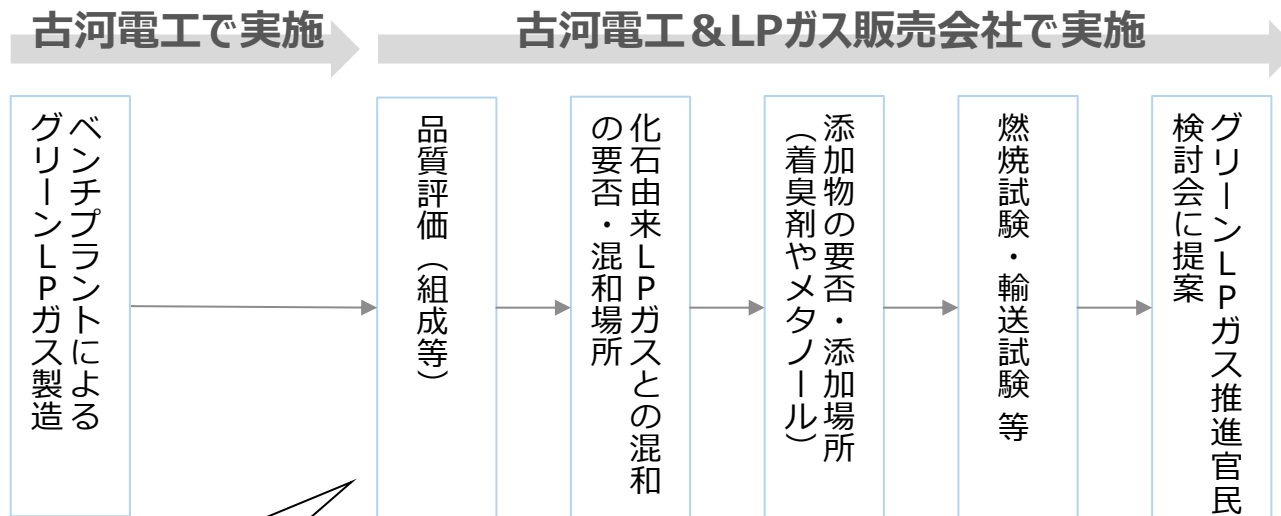 古河電工で実施
古河電工＆LPガス販売会社で実施
ベンチプラントによる
グリーンLPガス製造
品質評価（組成等）
化石由来LPガスとの混和
の要否・混和場所
添加物の要否・添加場所
（着臭剤やメタノール）
燃焼試験・輸送試験 等
グリーンLPガス推進官民
検討会に提案